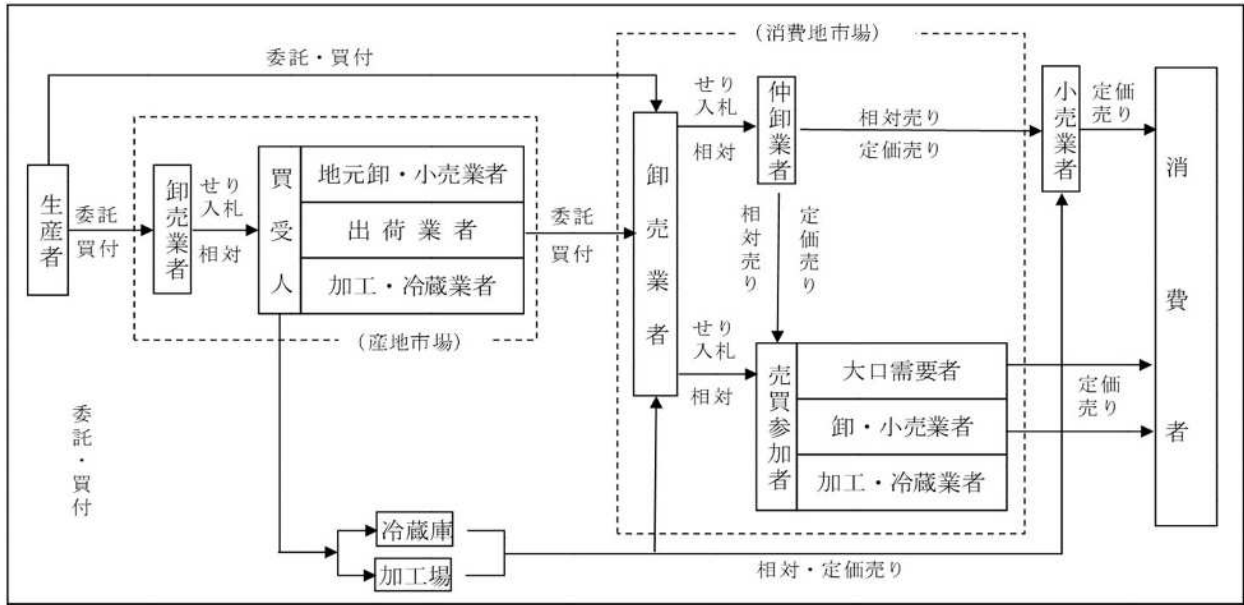 （消費地市場）
委託・買付
せり
入札
相対
仲卸業者
相対売り
定価売り
小売業者
定価
売り
消費者
生産者
委託
買付
卸売業者
せり
入札
相対
買受人
地元卸・小売業者
出荷業者
加工・冷蔵業者
（産地市場）
委託
買付
卸売業者
相対売り
定価売り
せり
入札
相対
売買参加者
大口需要者
卸・小売業者
加工・冷蔵業者
定価
売り
委託・買付
冷蔵庫
加工場
相対・定価売り